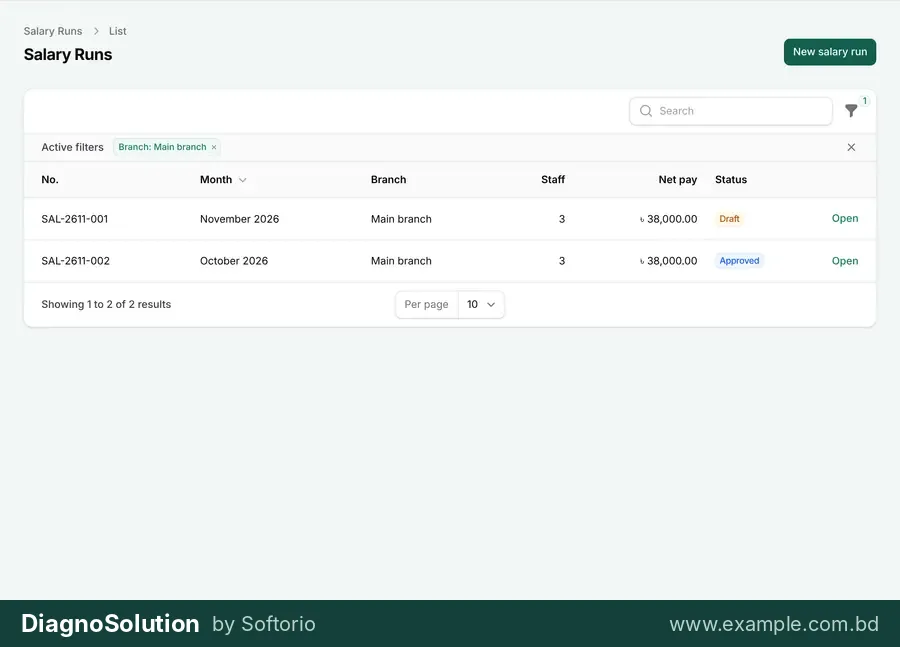 Salary Runs > List
Salary Runs
New salary run
Search
1
Active filters Branch: Main branch ×
No. Month Branch Staff Net pay Status
SAL-2611-001 November 2026 Main branch 3 ৳ 38,000.00 Draft Open
SAL-2611-002 October 2026 Main branch 3 ৳ 38,000.00 Approved Open
Showing 1 to 2 of 2 results Per page 10
DiagnoSolution by Softorio www.example.com.bd